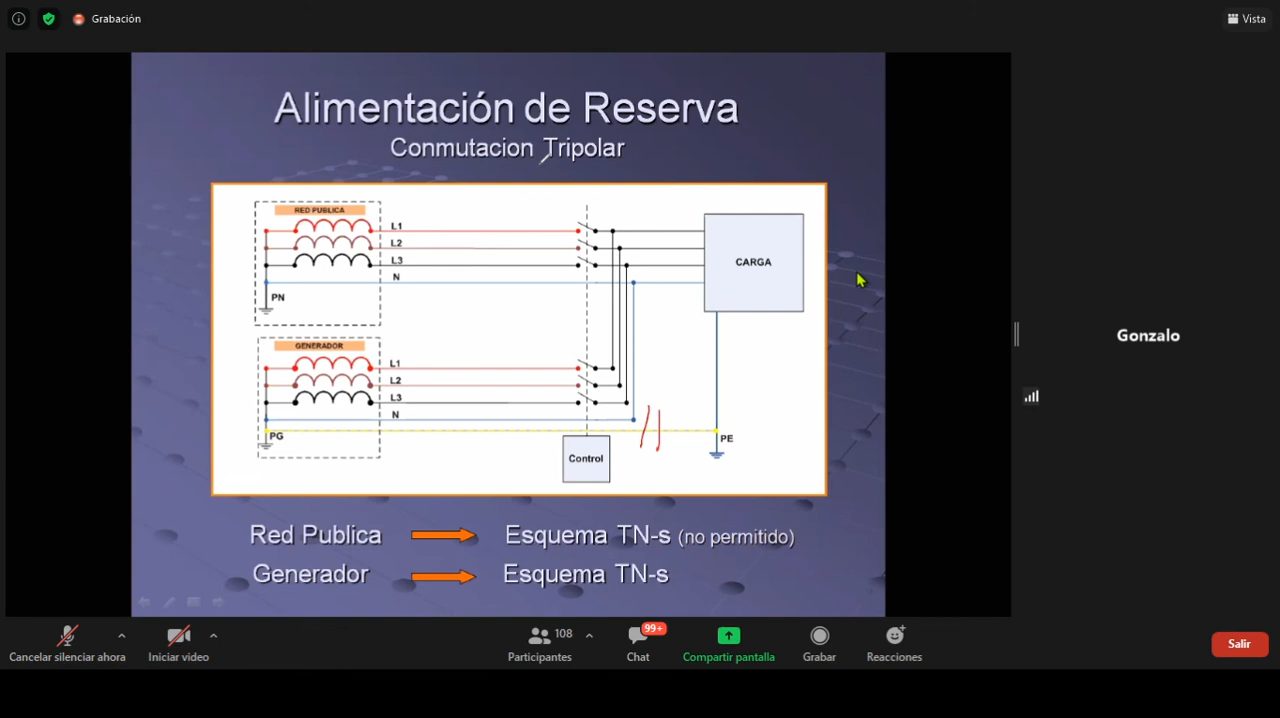 Grabación
Vista
Alimentación de Reserva
Conmutacion Tripolar
RED PUBLICA
L1
L2
L3
N
PN
CARGA
GENERADOR
L1
L2
L3
N
PG
PE
Control
Gonzalo
Red Publica Esquema TN-s (no permitido)
Generador Esquema TN-s
Cancelar silenciar ahora
Iniciar video
108
Participantes
99+
Chat
Compartir pantalla
Grabar
Reacciones
Salir